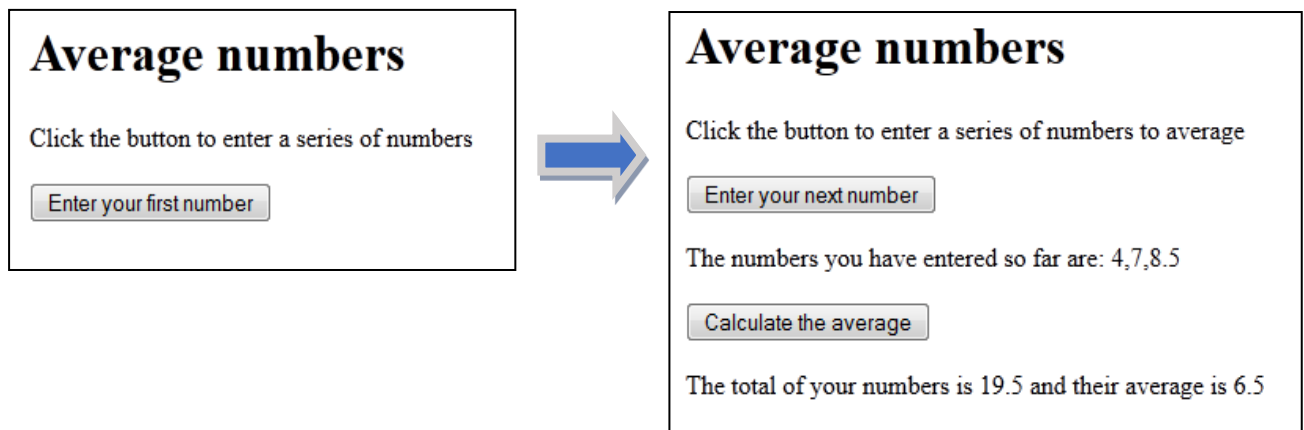 Average numbers
Click the button to enter a series of numbers
Enter your first number
Average numbers
Click the button to enter a series of numbers to average
Enter your next number
The numbers you have entered so far are: 4,7,8.5
Calculate the average
The total of your numbers is 19.5 and their average is 6.5